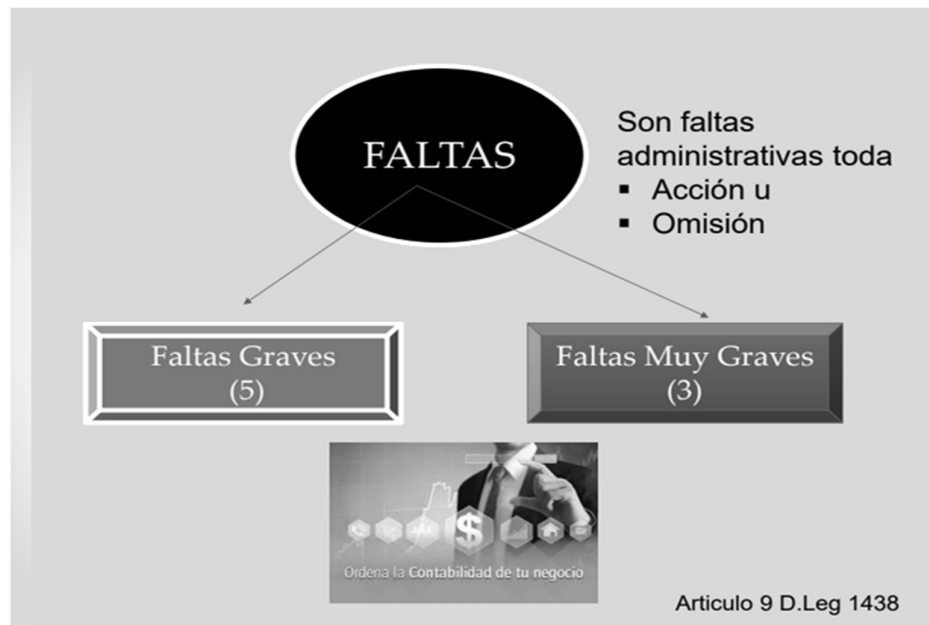 FALTAS
Son faltas
administrativas toda
▪ Acción u
▪ Omisión
Faltas Graves
(5)
Faltas Muy Graves
(3)
$
Ordena la Contabilidad de tu negocio
Articulo 9 D.Leg 1438